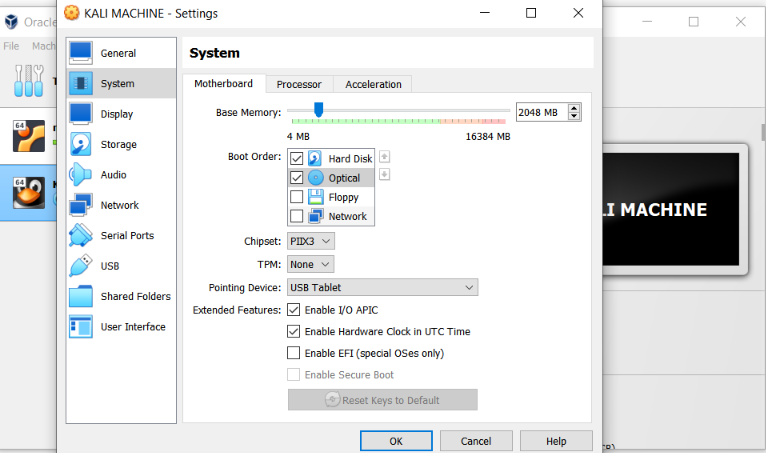 KALI MACHINE - Settings
Oracle
File Mach
General
System
Display
Storage
Audio
Network
Serial Ports
USB
Shared Folders
User Interface
System
Motherboard Processor Acceleration
Base Memory: 2048 MB
4 MB 16384 MB
Boot Order: Hard Disk
Optical
Floppy
Network
Chipset: PIIX3
TPM: None
Pointing Device: USB Tablet
Extended Features: Enable I/O APIC
Enable Hardware Clock in UTC Time
Enable EFI (special OSes only)
Enable Secure Boot
Reset Keys to Default
OK Cancel Help
64
64
LI MACHINE